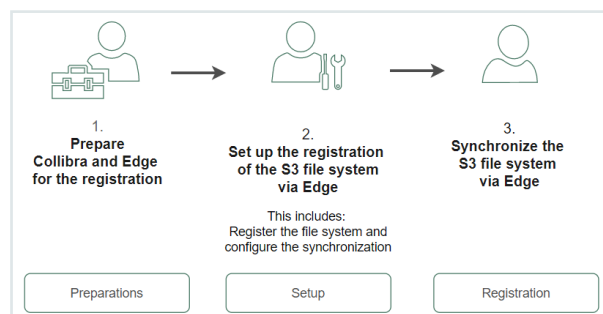 1.
Prepare
Collibra and Edge
for the registration
2.
Set up the registration
of the S3 file system
via Edge
This includes:
Register the file system and
configure the synchronization
3.
Synchronize the
S3 file system
via Edge
Preparations
Setup
Registration